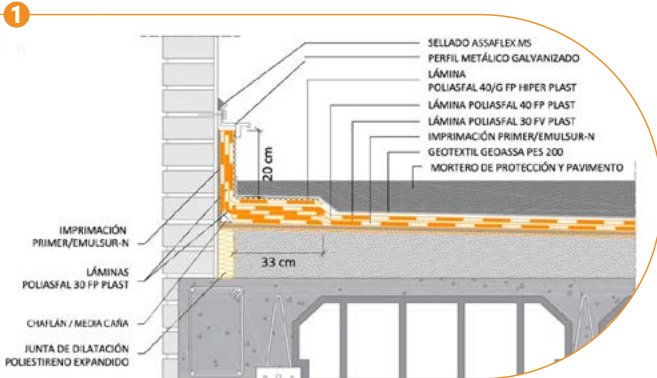 1
SELLADO ASSAFLEX MS
PERFIL METÁLICO GALVANIZADO
LÁMINA
POLIASFAL 40/G FP HIPER PLAST
LÁMINA POLIASFAL 40 FP PLAST
LÁMINA POLIASFAL 30 FV PLAST
IMPRIMACIÓN PRIMER/EMULSUR-N
GEOTEXTIL GEOASSA PES 200
MORTERO DE PROTECCIÓN Y PAVIMENTO
20 cm
33 cm
IMPRIMACIÓN
PRIMER/EMULSUR-N
LÁMINAS
POLIASFAL 30 FP PLAST
CHAFLÁN / MEDIA CAÑA
JUNTA DE DILATACIÓN
POLIESTIRENO EXPANDIDO